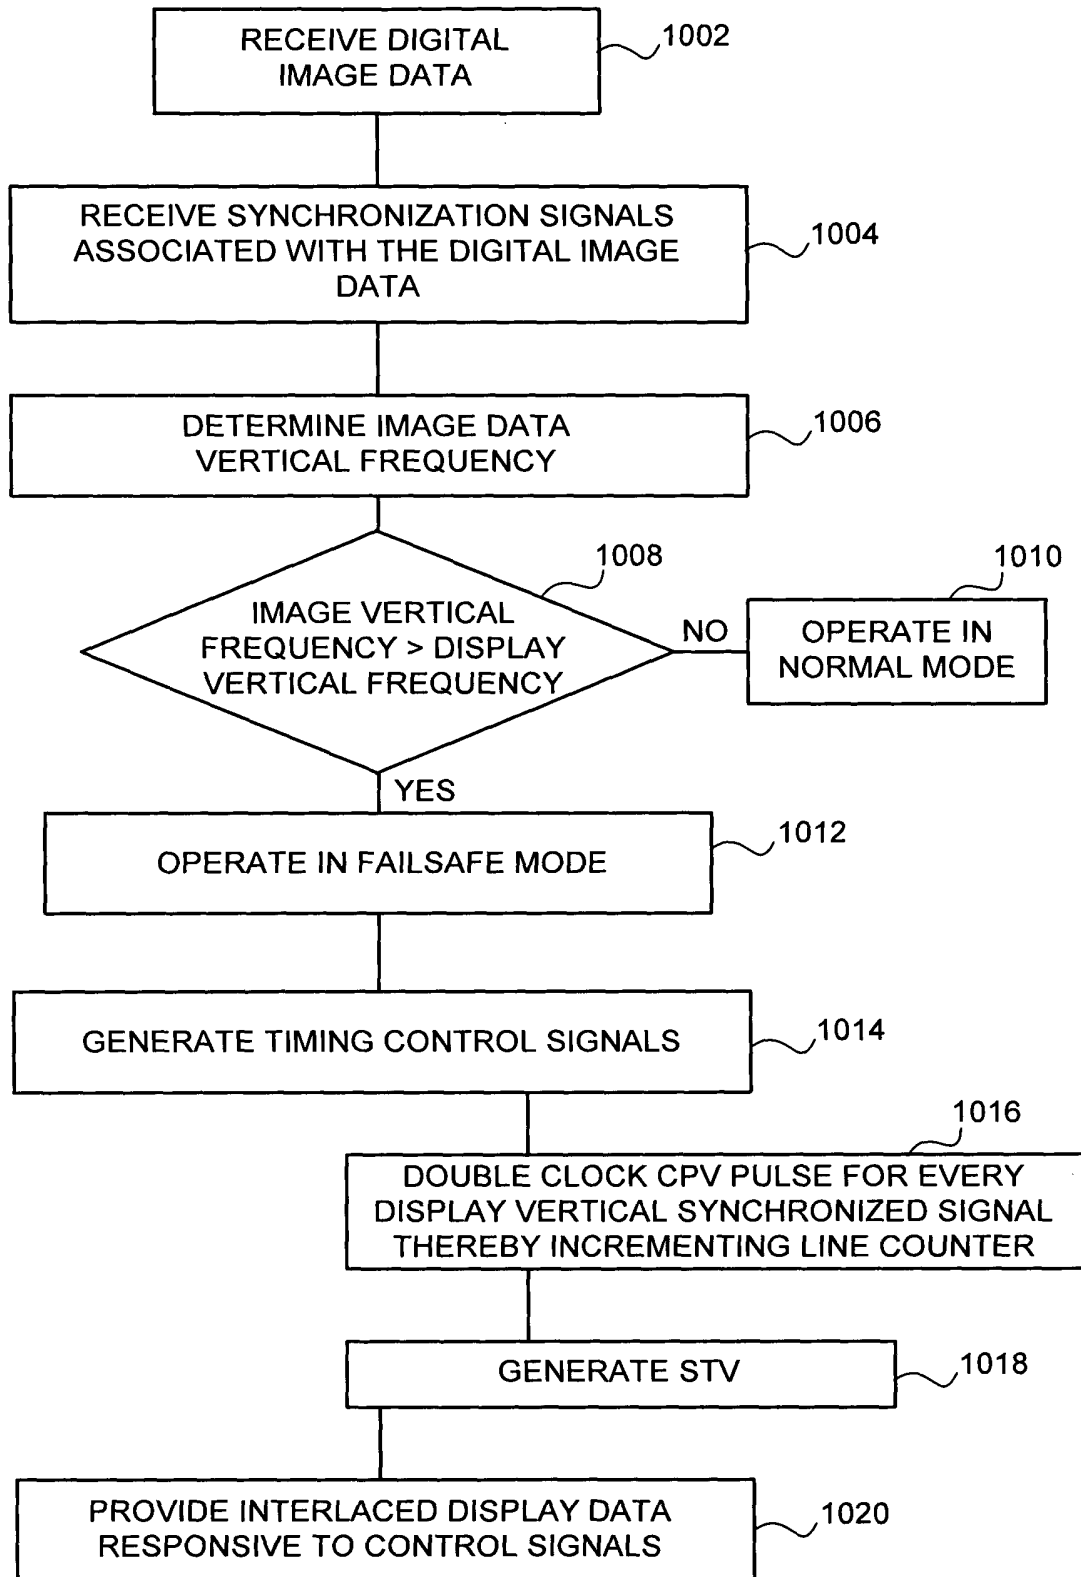 RECEIVE DIGITAL
IMAGE DATA
1002
RECEIVE SYNCHRONIZATION SIGNALS
ASSOCIATED WITH THE DIGITAL IMAGE
DATA
1004
DETERMINE IMAGE DATA
VERTICAL FREQUENCY
1006
IMAGE VERTICAL
FREQUENCY > DISPLAY
VERTICAL FREQUENCY
1008
NO
OPERATE IN
NORMAL MODE
1010
YES
OPERATE IN FAILSAFE MODE
1012
GENERATE TIMING CONTROL SIGNALS
1014
DOUBLE CLOCK CPV PULSE FOR EVERY
DISPLAY VERTICAL SYNCHRONIZED SIGNAL
THEREBY INCREMENTING LINE COUNTER
1016
GENERATE STV
1018
PROVIDE INTERLACED DISPLAY DATA
RESPONSIVE TO CONTROL SIGNALS
1020